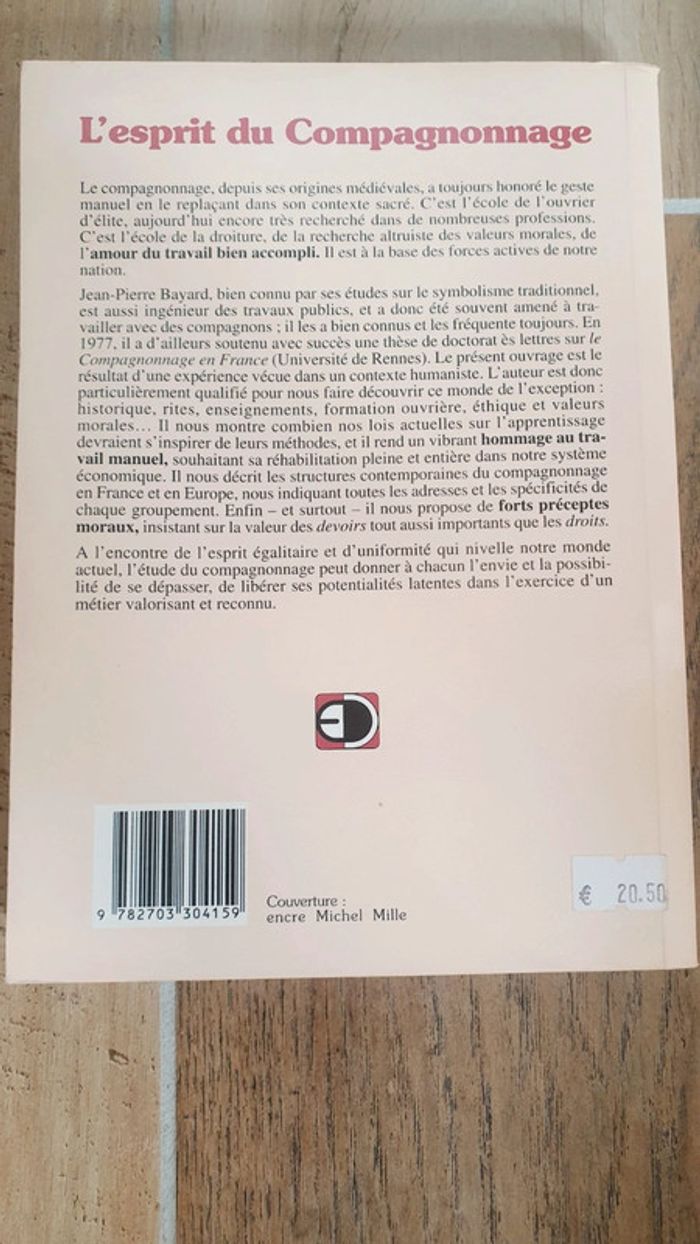 L'esprit du Compagnonnage
Le compagnonnage, depuis ses origines médiévales, a toujours honoré le geste
manuel en le replaçant dans son contexte sacré. C'est l'école de l'ouvrier
d'élite, aujourd'hui encore très recherché dans de nombreuses professions.
C'est l'école de la droiture, de la recherche altruiste des valeurs morales, de
l'amour du travail bien accompli. Il est à la base des forces actives de notre
nation.
Jean-Pierre Bayard, bien connu par ses études sur le symbolisme traditionnel,
est aussi ingénieur des travaux publics, et a donc été souvent amené à tra-
vailler avec des compagnons ; il les a bien connus et les fréquente toujours. En
1977, il a d'ailleurs soutenu avec succès une thèse de doctorat ès lettres sur le
Compagnonnage en France (Université de Rennes). Le présent ouvrage est le
résultat d'une expérience vécue dans un contexte humaniste. L'auteur est donc
particulièrement qualifié pour nous faire découvrir ce monde de l'exception :
historique, rites, enseignements, formation ouvrière, éthique et valeurs
morales... Il nous montre combien nos lois actuelles sur l'apprentissage
devraient s'inspirer de leurs méthodes, et il rend un vibrant hommage au tra-
vail manuel, souhaitant sa réhabilitation pleine et entière dans notre système
économique. Il nous décrit les structures contemporaines du compagnonnage
en France et en Europe, nous indiquant toutes les adresses et les spécificités de
chaque groupement. Enfin – et surtout – il nous propose de forts préceptes
moraux, insistant sur la valeur des devoirs tout aussi importants que les droits.
A l'encontre de l'esprit égalitaire et d'uniformité qui nivelle notre monde
actuel, l'étude du compagnonnage peut donner à chacun l'envie et la possibi-
lité de se dépasser, de libérer ses potentialités latentes dans l'exercice d'un
métier valorisant et reconnu.
9 782703 304159
Couverture :
encre Michel Mille
€ 20.50